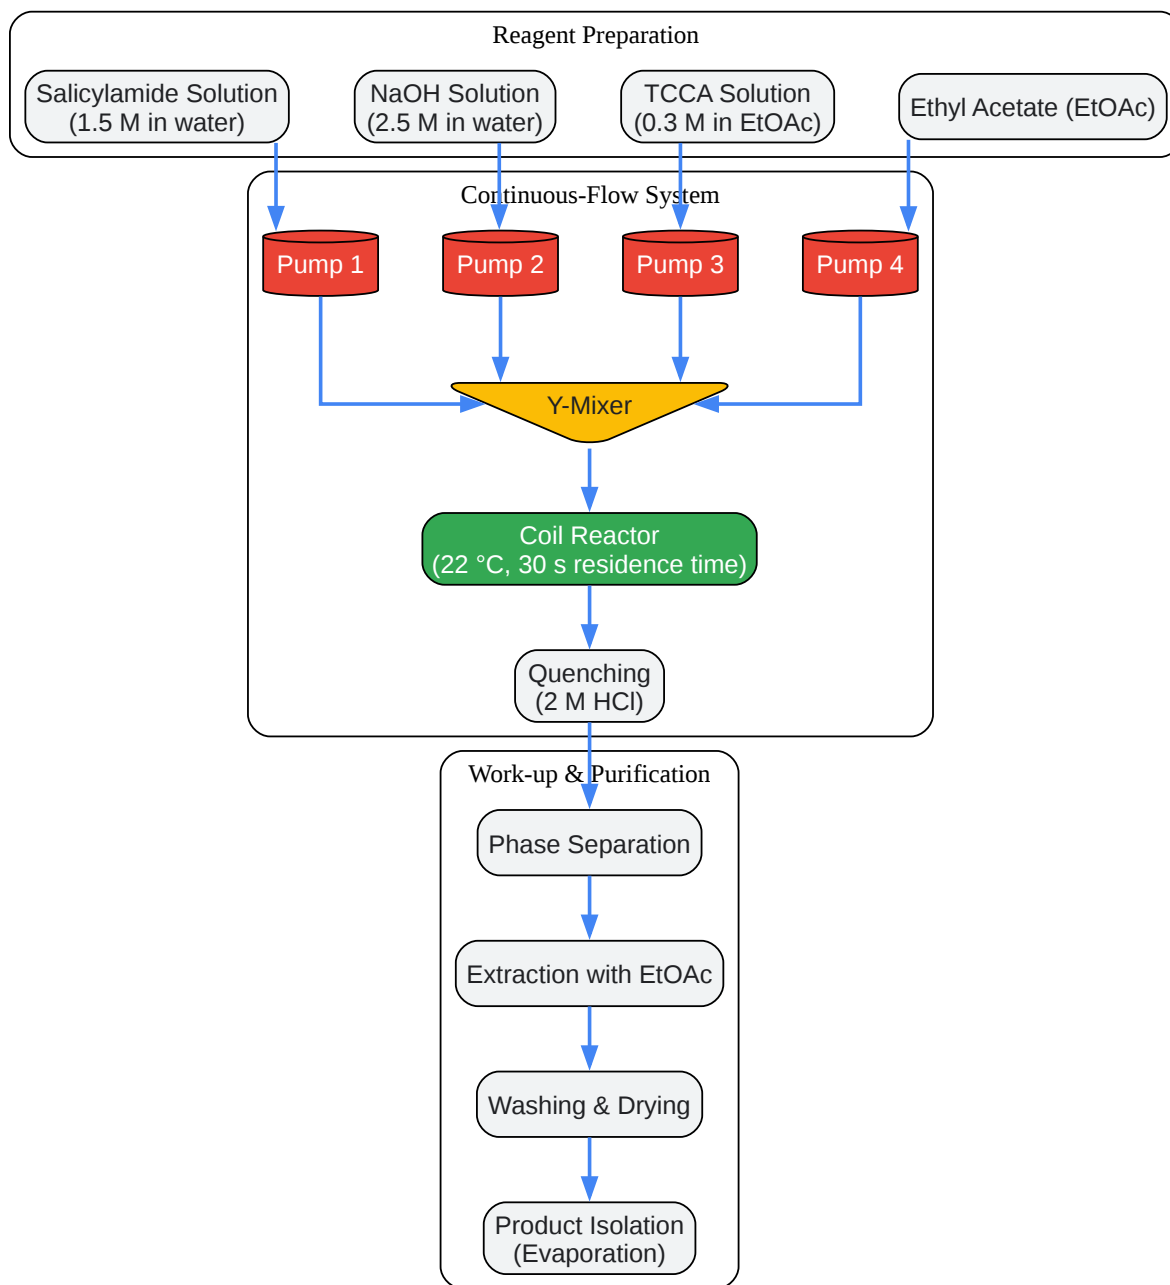 Reagent Preparation
Salicylamide Solution
(1.5 M in water)
NaOH Solution
(2.5 M in water)
TCCA Solution
(0.3 M in EtOAc)
Ethyl Acetate (EtOAc)
Continuous-Flow System
Pump 1
Pump 2
Pump 3
Pump 4
Y-Mixer
Coil Reactor
(22 °C, 30 s residence time)
Quenching
(2 M HCl)
Work-up & Purification
Phase Separation
Extraction with EtOAc
Washing & Drying
Product Isolation
(Evaporation)